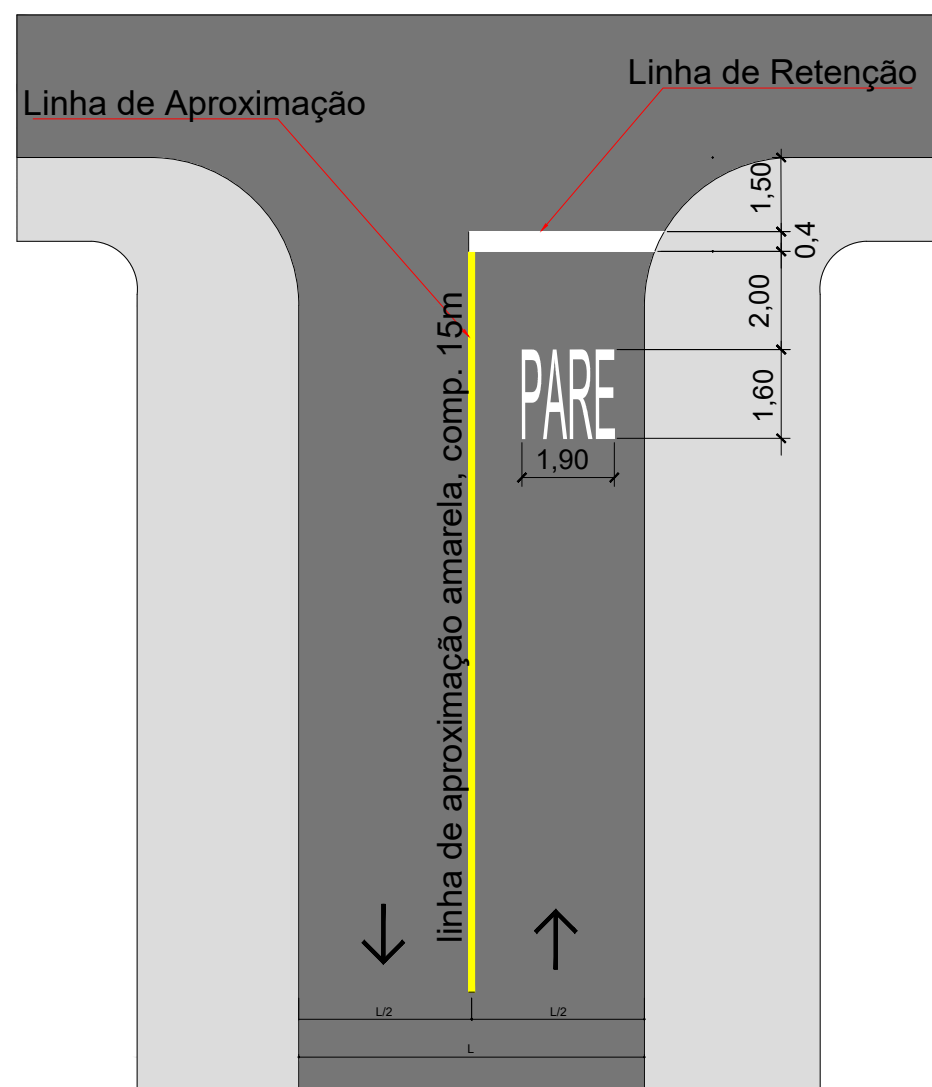 Linha de Retenção
Linha de Aproximação
1,50
0,4
2,00
linha de aproximação amarela, comp. 15m
PARE
1,60
1,90
L/2
L/2
L